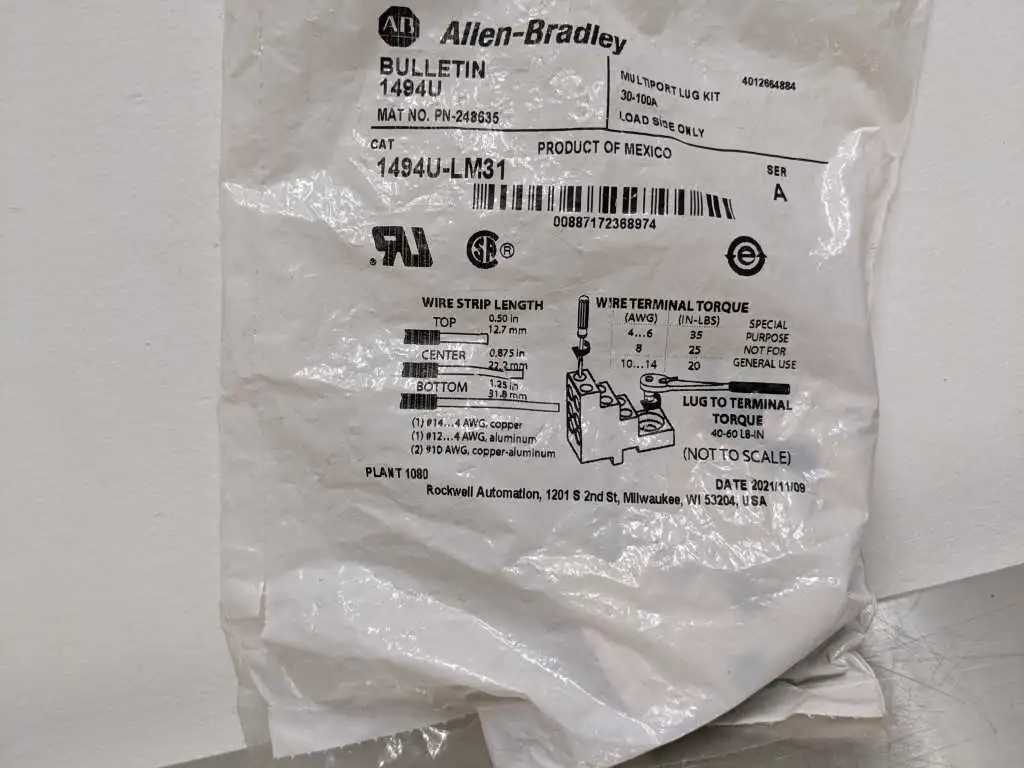 AB Allen-Bradley
BULLETIN
1494U
MAT NO. PN-248635
MULTIPORT LUG KIT
30-100A
LOAD SIDE ONLY
4012664884
CAT
1494U-LM31
PRODUCT OF MEXICO
SER
A
00887172368974
UR ®
SA ®
e
WIRE STRIP LENGTH
TOP 0.50 in
12.7 mm
CENTER 0.875 in
22.2 mm
BOTTOM 1.25 in
31.8 mm
(1) #14...4 AWG, copper
(1) #12...4 AWG, aluminum
(2) #10 AWG, copper-aluminum
WIRE TERMINAL TORQUE
(AWG) (IN-LBS)
4...6 35
8 25
10...14 20
SPECIAL
PURPOSE
NOT FOR
GENERAL USE
LUG TO TERMINAL
TORQUE
40-60 LB-IN
(NOT TO SCALE)
PLANT 1080
DATE 2021/11/09
Rockwell Automation, 1201 S 2nd St, Milwaukee, WI 53204, USA